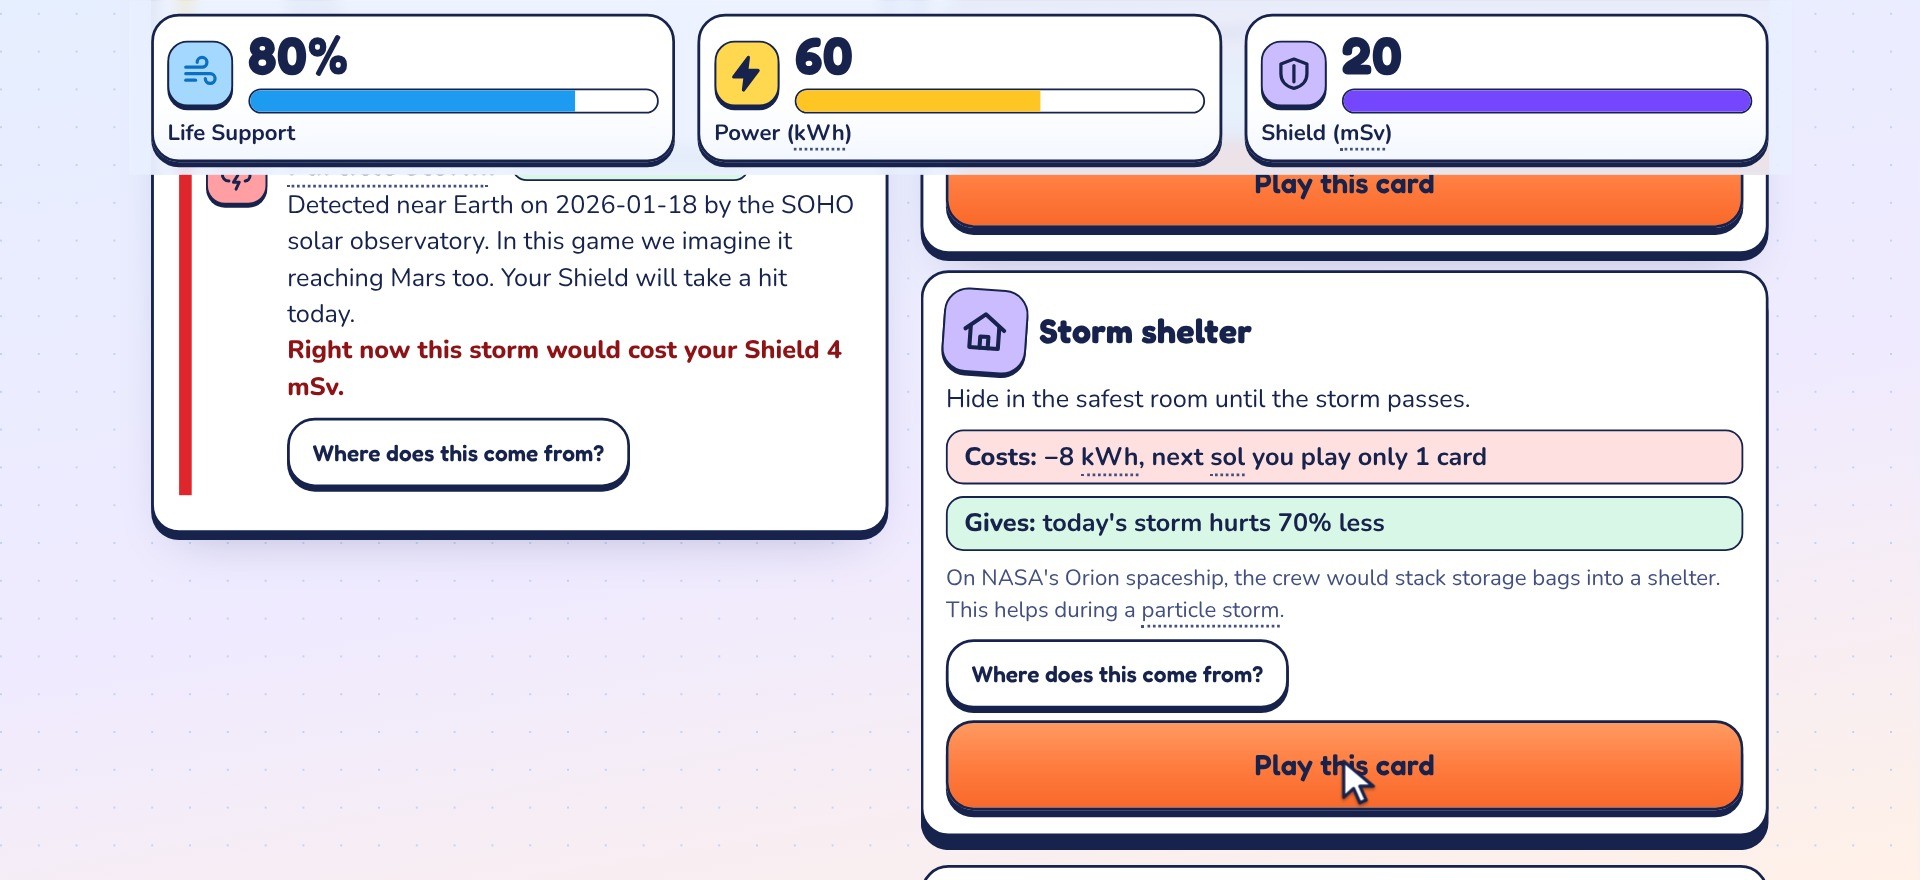 80%
Life Support
60
Power (kWh)
20
Shield (mSv)
Detected near Earth on 2026-01-18 by the SOHO
solar observatory. In this game we imagine it
reaching Mars too. Your Shield will take a hit
today.
Right now this storm would cost your Shield 4
mSv.
Where does this come from?
Play this card
Storm shelter
Hide in the safest room until the storm passes.
Costs: −8 kWh, next sol you play only 1 card
Gives: today's storm hurts 70% less
On NASA's Orion spaceship, the crew would stack storage bags into a shelter.
This helps during a particle storm.
Where does this come from?
Play this card